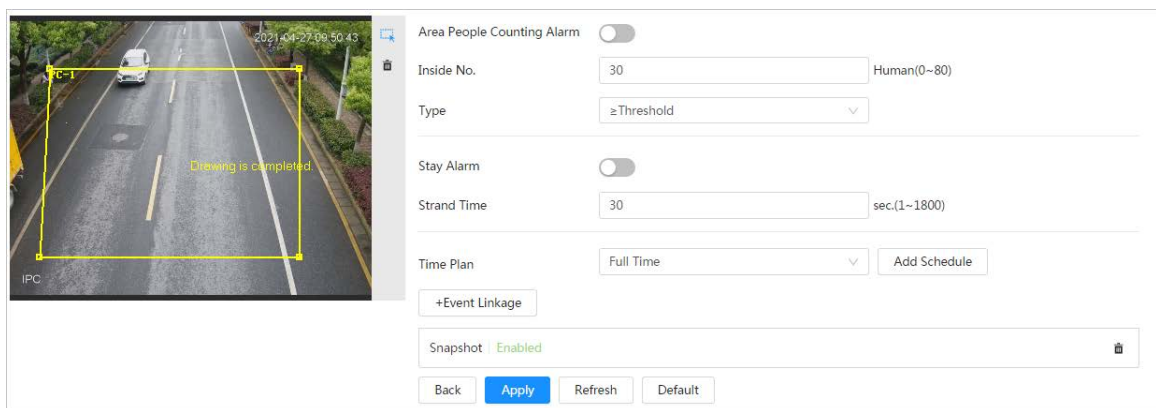 2021-04-27 09:50:43
PC-1
Drawing is completed.
IPC
Area People Counting Alarm
Inside No. 30 Human(0~80)
Type ≥Threshold
Stay Alarm
Strand Time 30 sec.(1~1800)
Time Plan Full Time Add Schedule
+Event Linkage
Snapshot Enabled
Back Apply Refresh Default